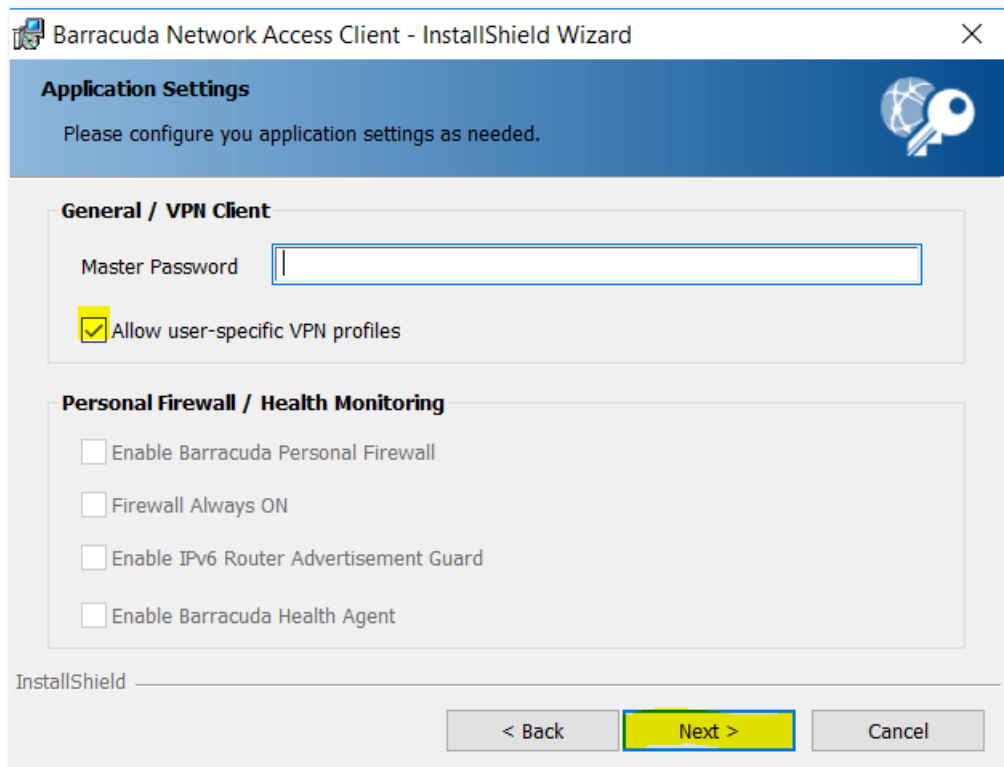 Barracuda Network Access Client - InstallShield Wizard
Application Settings
Please configure you application settings as needed.
General / VPN Client
Master Password
Allow user-specific VPN profiles
Personal Firewall / Health Monitoring
Enable Barracuda Personal Firewall
Firewall Always ON
Enable IPv6 Router Advertisement Guard
Enable Barracuda Health Agent
InstallShield
< Back Next > Cancel